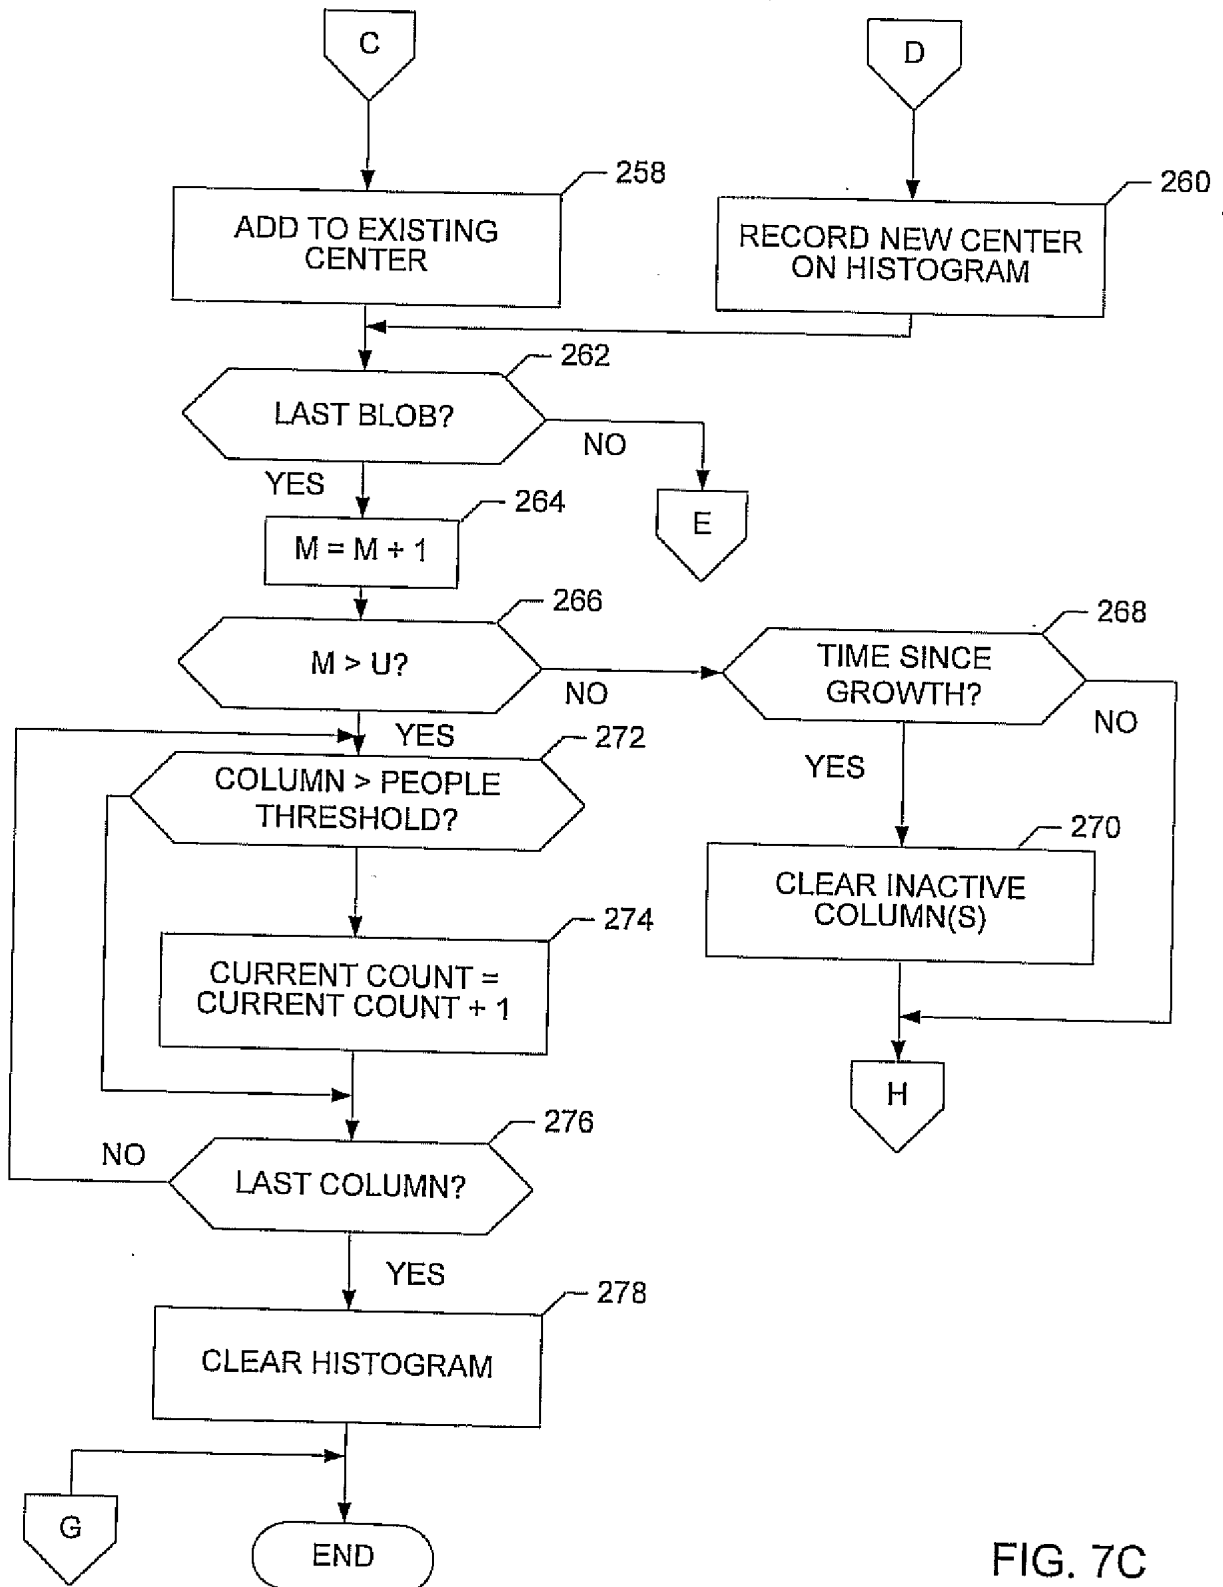 C
D
258
260
ADD TO EXISTING
CENTER
RECORD NEW CENTER
ON HISTOGRAM
262
LAST BLOB?
NO
YES
264
E
M = M + 1
266
268
M > U?
TIME SINCE
GROWTH?
NO
NO
YES
272
YES
COLUMN > PEOPLE
THRESHOLD?
270
CLEAR INACTIVE
COLUMN(S)
274
CURRENT COUNT =
CURRENT COUNT + 1
H
276
NO
LAST COLUMN?
YES
278
CLEAR HISTOGRAM
G
END
FIG. 7C